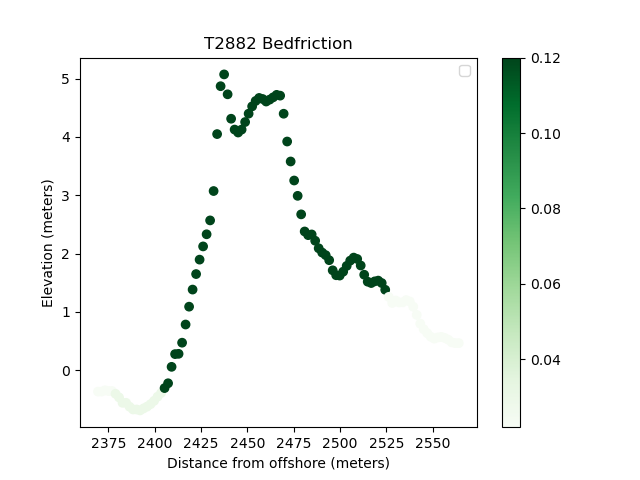 T2882 Bedfriction
5
4
3
2
1
0
Elevation (meters)
2375 2400 2425 2450 2475 2500 2525 2550
Distance from offshore (meters)
0.12
0.10
0.08
0.06
0.04